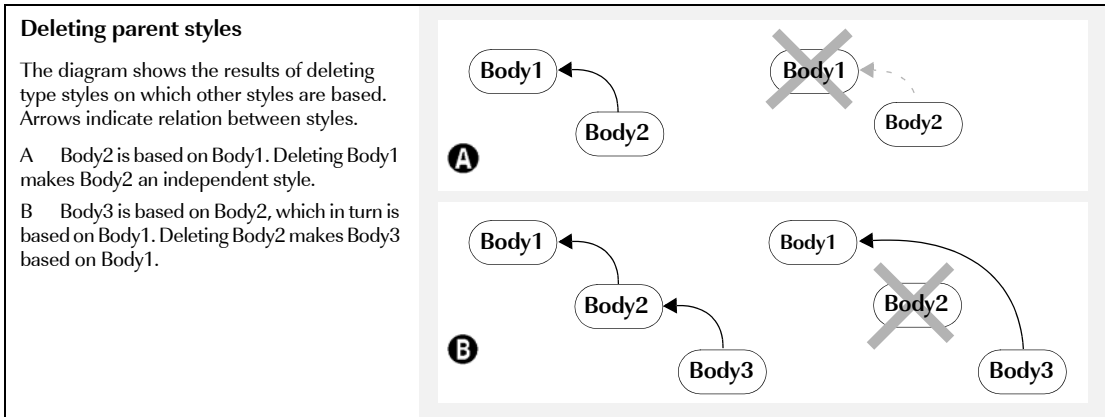 Deleting parent styles
The diagram shows the results of deleting
type styles on which other styles are based.
Arrows indicate relation between styles.
A Body2 is based on Body1. Deleting Body1
makes Body2 an independent style.
B Body3 is based on Body2, which in turn is
based on Body1. Deleting Body2 makes Body3
based on Body1.
Body1
Body2
A
Body1
Body2
Body1
Body2
Body3
B
Body1
Body2
Body3